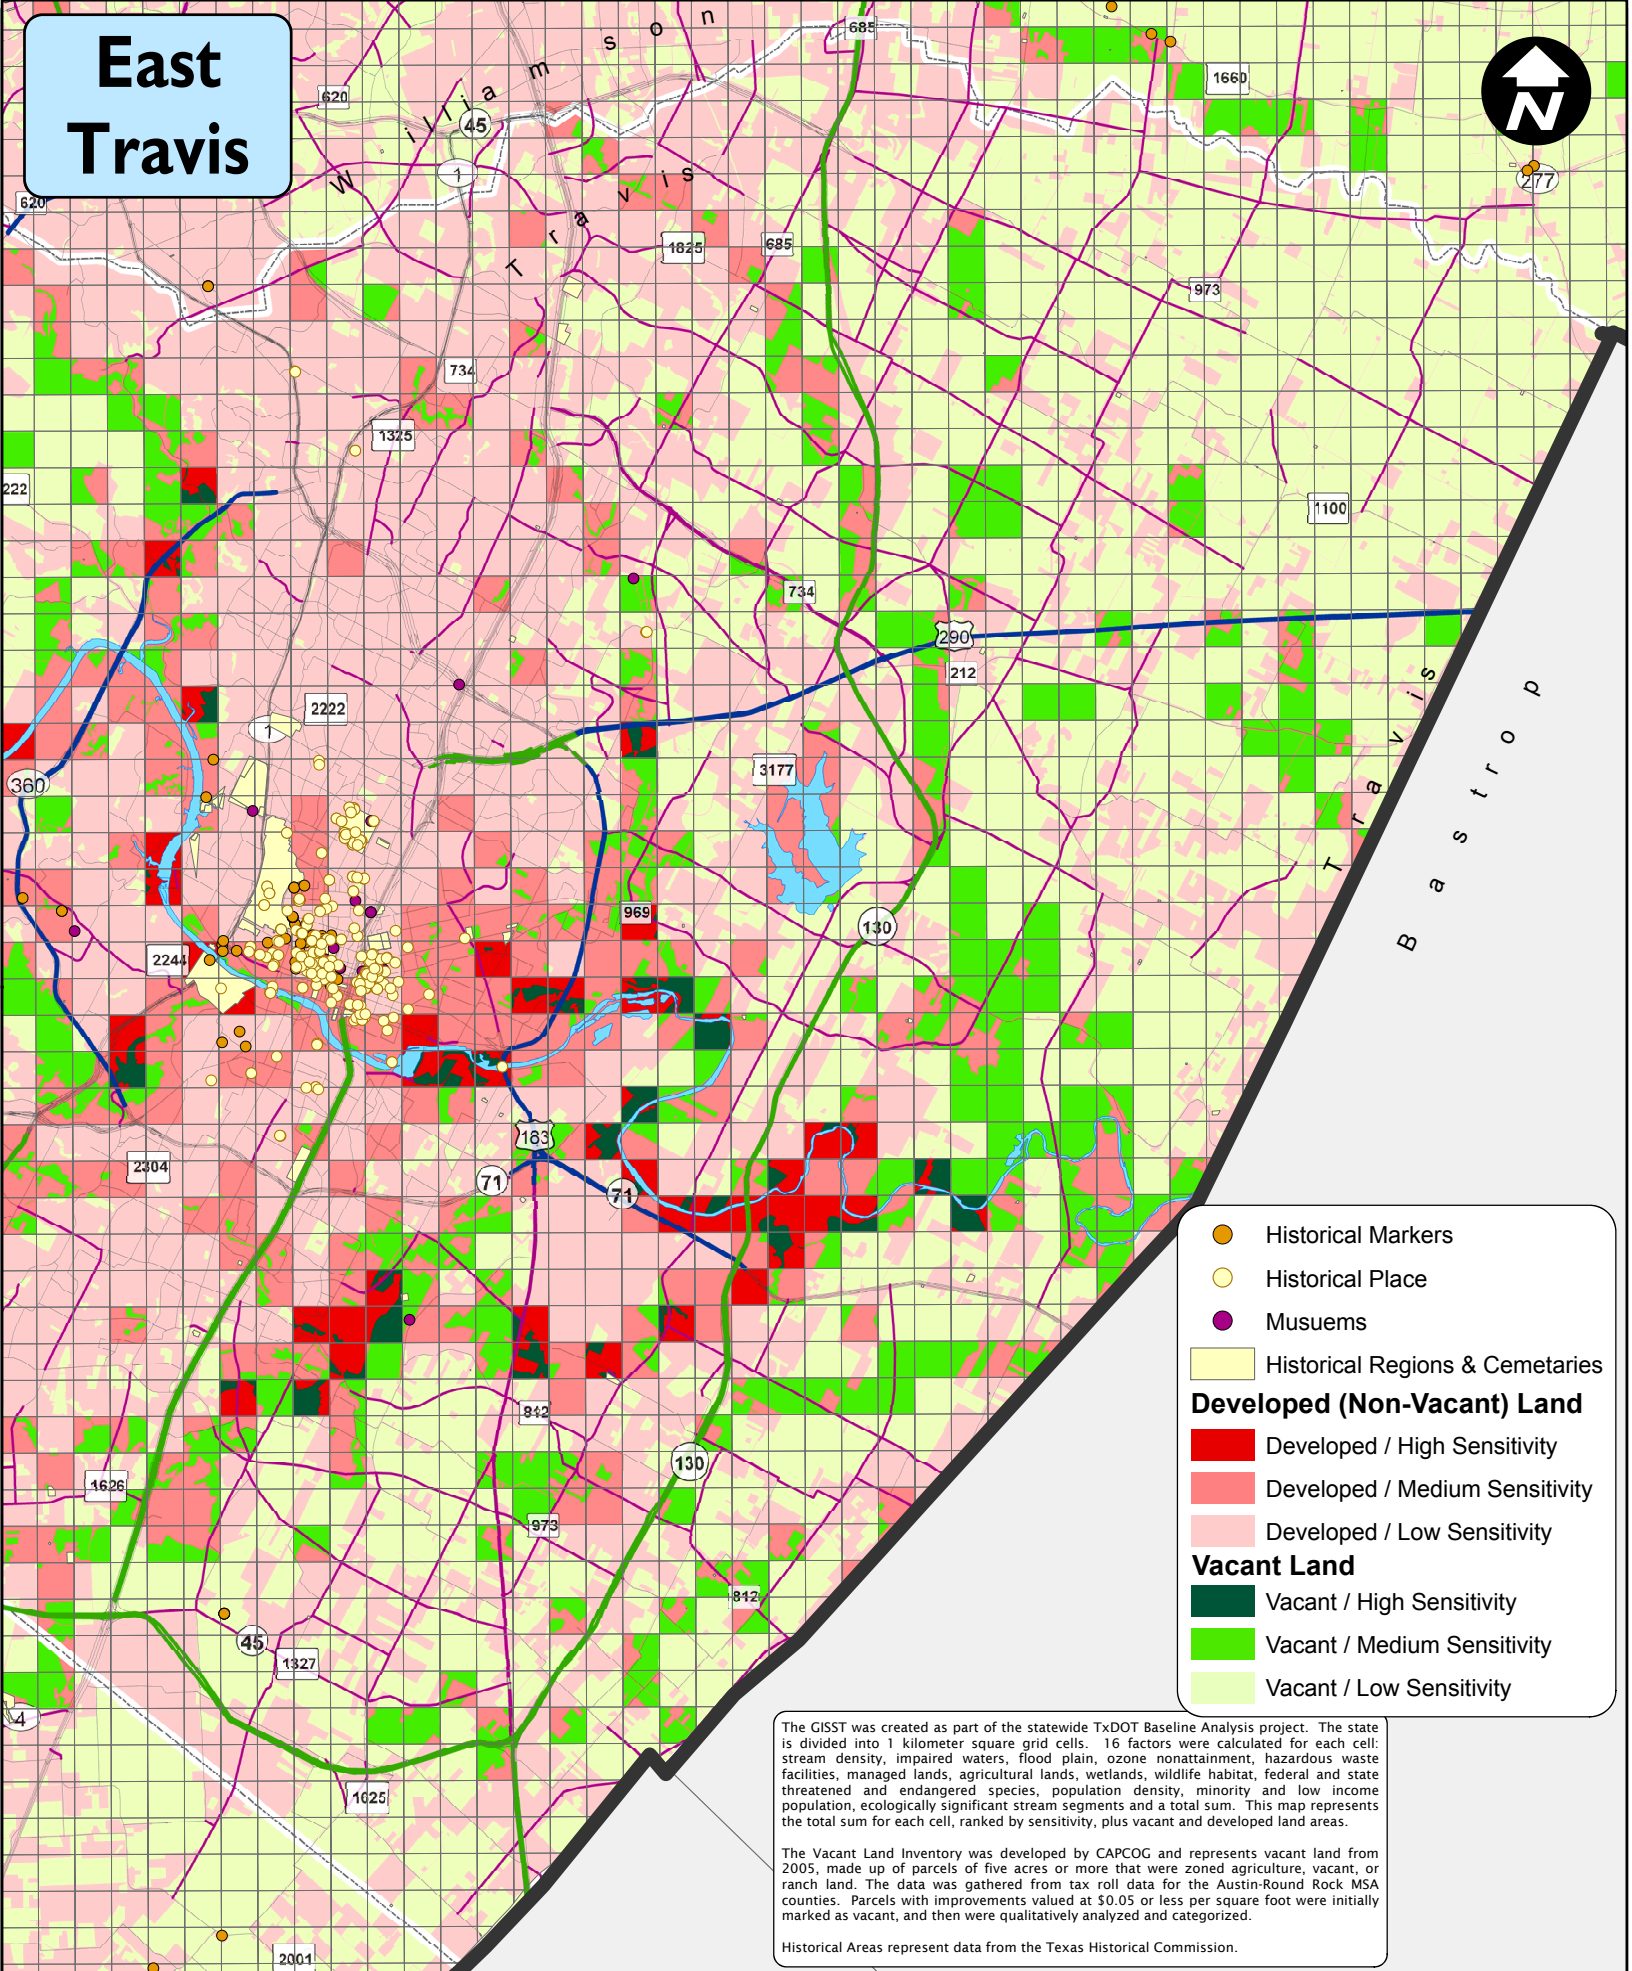 East
Travis
N
Williamson
Travis
Travis
Bastrop
685
620
45
1
1660
277
620
1825
685
973
734
1325
222
1100
734
290
212
2222
1
3177
360
969
130
2244
183
71
71
2304
812
130
1626
973
812
45
1327
4
1625
2001
Historical Markers
Historical Place
Musuems
Historical Regions & Cemetaries
Developed (Non-Vacant) Land
Developed / High Sensitivity
Developed / Medium Sensitivity
Developed / Low Sensitivity
Vacant Land
Vacant / High Sensitivity
Vacant / Medium Sensitivity
Vacant / Low Sensitivity
The GISST was created as part of the statewide TxDOT Baseline Analysis project. The state
is divided into 1 kilometer square grid cells. 16 factors were calculated for each cell:
stream density, impaired waters, flood plain, ozone nonattainment, hazardous waste
facilities, managed lands, agricultural lands, wetlands, wildlife habitat, federal and state
threatened and endangered species, population density, minority and low income
population, ecologically significant stream segments and a total sum. This map represents
the total sum for each cell, ranked by sensitivity, plus vacant and developed land areas.
The Vacant Land Inventory was developed by CAPCOG and represents vacant land from
2005, made up of parcels of five acres or more that were zoned agriculture, vacant, or
ranch land. The data was gathered from tax roll data for the Austin-Round Rock MSA
counties. Parcels with improvements valued at $0.05 or less per square foot were initially
marked as vacant, and then were qualitatively analyzed and categorized.
Historical Areas represent data from the Texas Historical Commission.